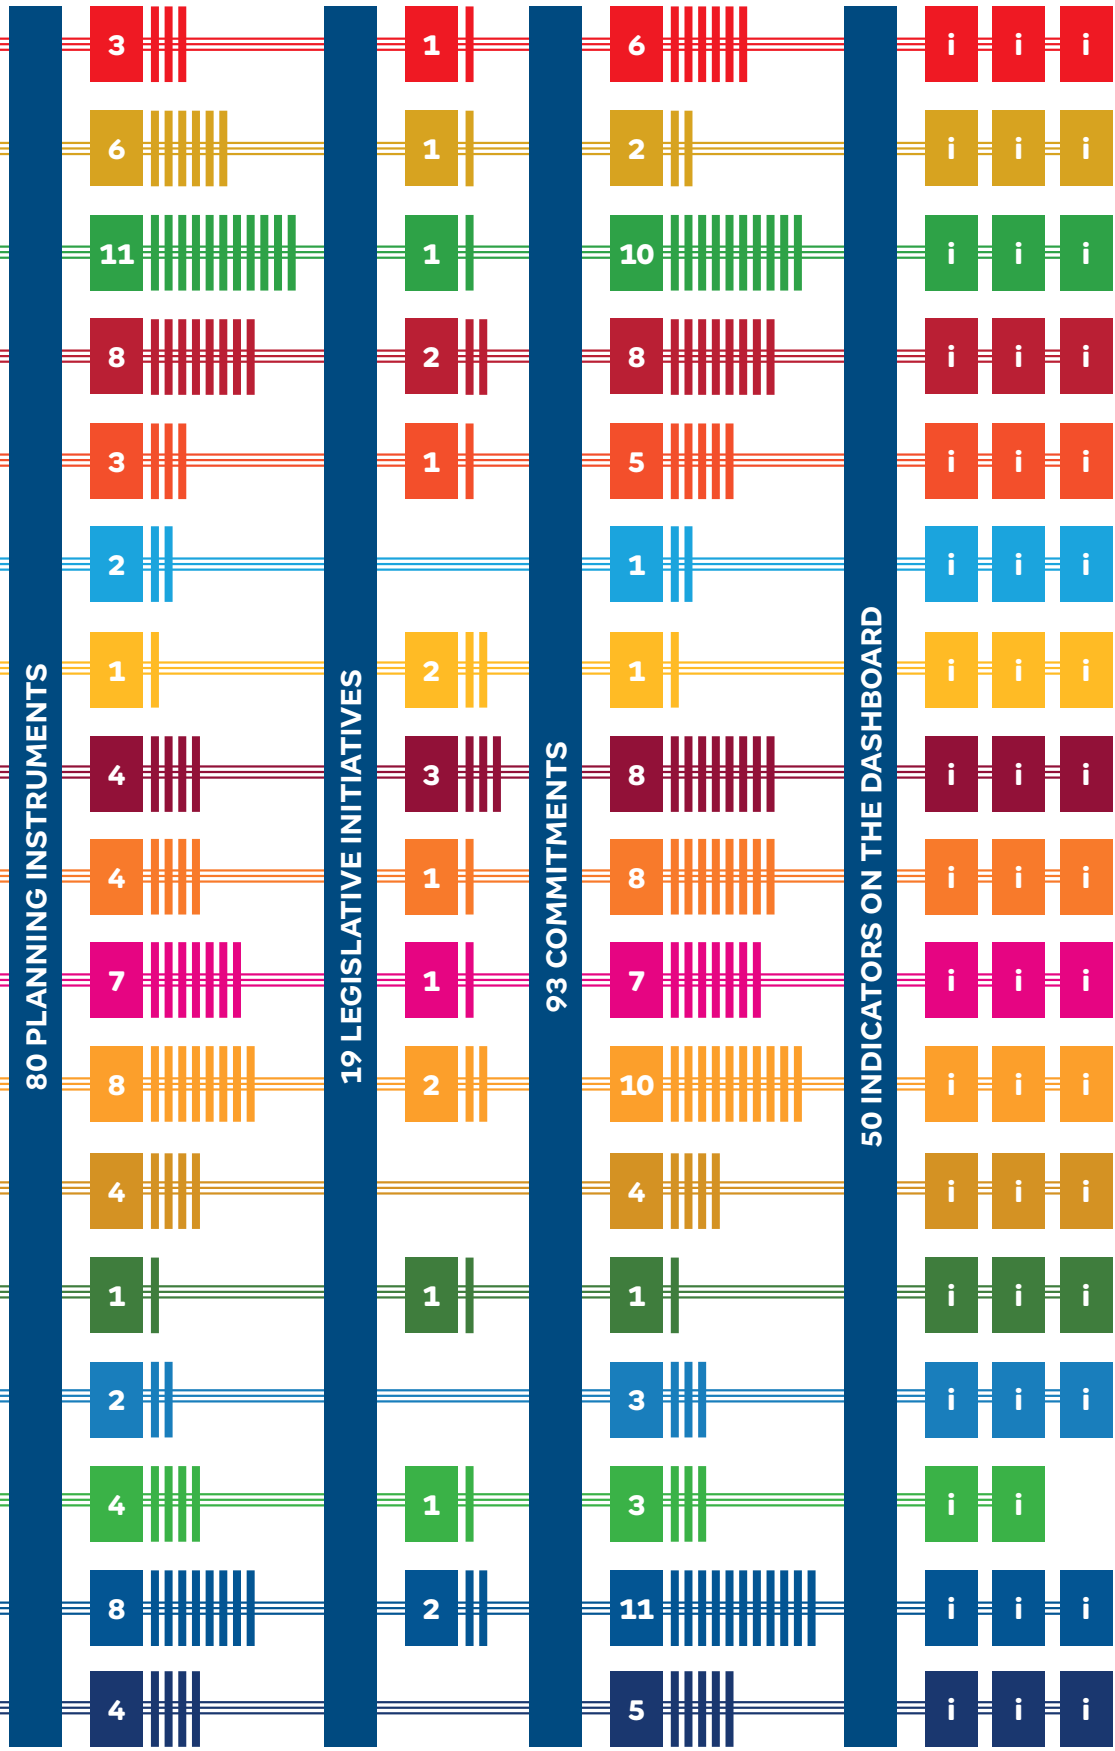 3 1 6 i i i
6 1 2 i i i
11 1 10 i i i
8 2 8 i i i
3 1 5 i i i
2 1 i i i
1 2 1 i i i
4 3 8 i i i
4 1 8 i i i
7 1 7 i i i
8 2 10 i i i
4 4 i i i
1 1 1 i i i
2 3 i i i
4 1 3 i i
8 2 11 i i i
4 5 i i i
80 PLANNING INSTRUMENTS
19 LEGISLATIVE INITIATIVES
93 COMMITMENTS
50 INDICATORS ON THE DASHBOARD